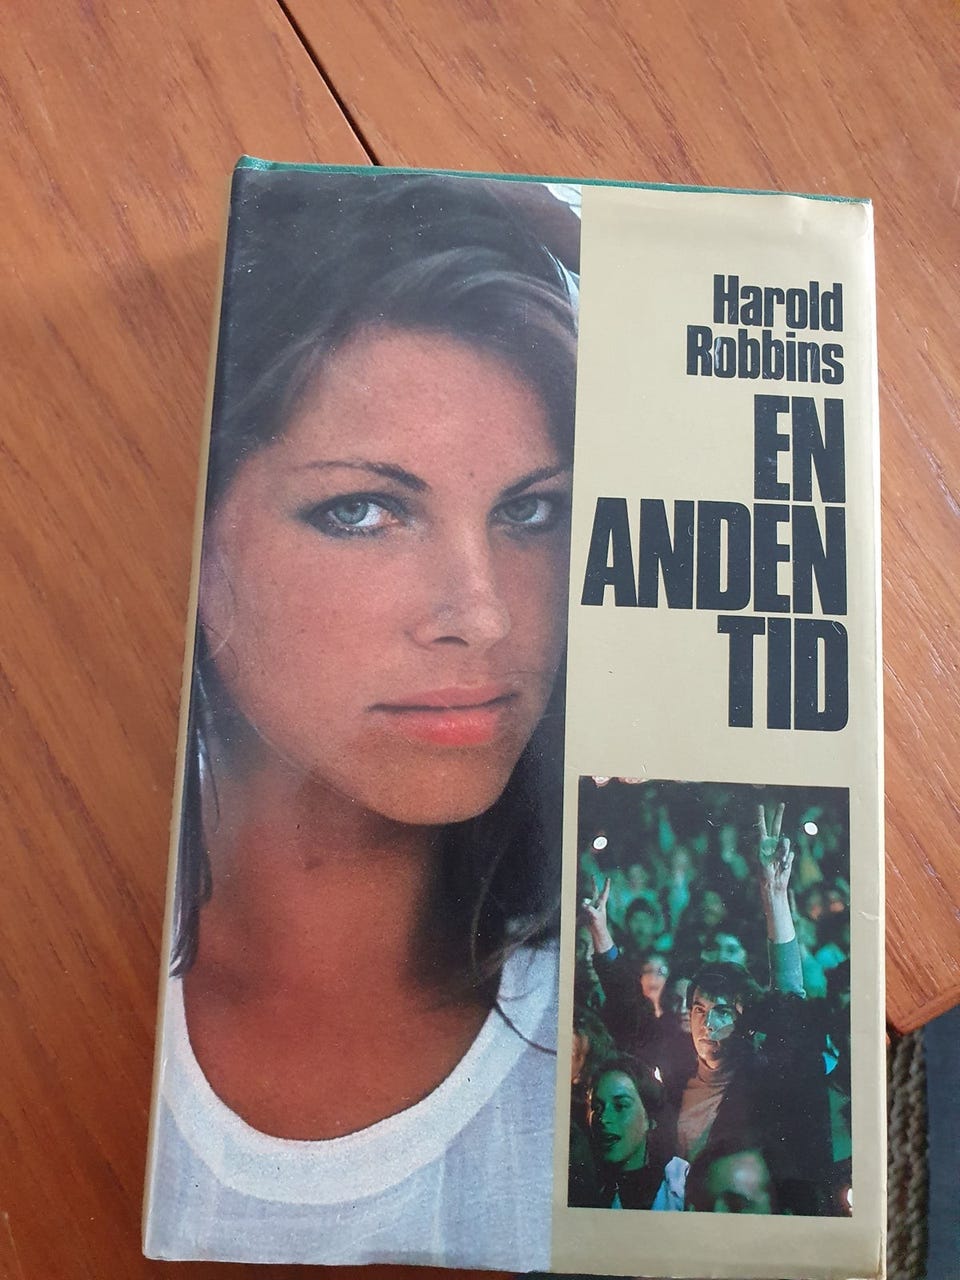 Harold
Robbins
EN
ANDEN
TID